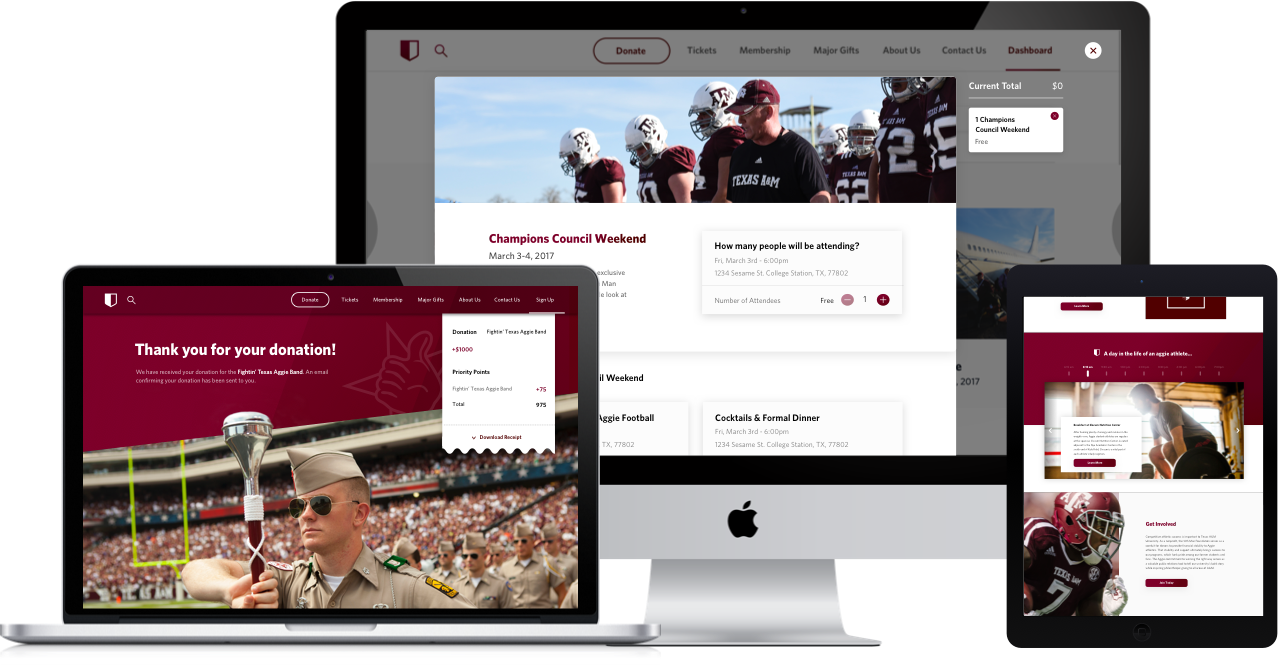 Donate
Tickets
Membership
Major Gifts
About Us
Contact Us
Dashboard
Current Total $0
1 Champions
Council Weekend
Free
TEXAS A&M
Champions Council Weekend
March 3-4, 2017
exclusive
Man
e look at
How many people will be attending?
Fri, March 3rd - 6:00pm
1234 Sesame St. College Station, TX, 77802
Number of Attendees Free 1
il Weekend
Aggie Football
TX, 77802
Cocktails & Formal Dinner
Fri, March 3rd - 6:00pm
1234 Sesame St. College Station, TX, 77802
, 2017
Donate
Tickets
Membership
Major Gifts
About Us
Contact Us
Sign Up
Thank you for your donation!
We have received your donation for the Fightin' Texas Aggie Band. An email
confirming your donation has been sent to you.
Donation Fightin' Texas Aggie Band
+$1000
Priority Points
Fightin' Texas Aggie Band +75
Total 975
Download Receipt
Learn More
A day in the life of an aggie athlete...
Learn More
Get Involved
Join Today